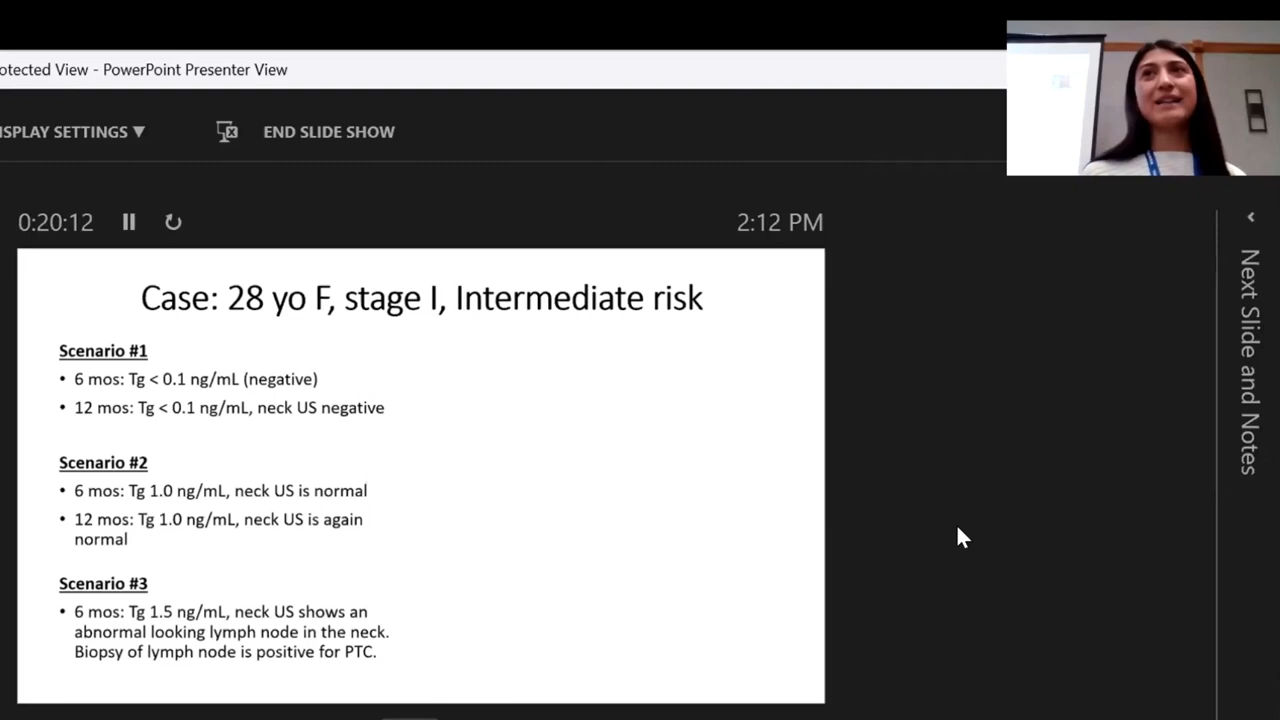 otected View - PowerPoint Presenter View
ISPLAY SETTINGS ▼
END SLIDE SHOW
0:20:12
2:12 PM
Case: 28 yo F, stage I, Intermediate risk
Scenario #1
• 6 mos: Tg < 0.1 ng/mL (negative)
• 12 mos: Tg < 0.1 ng/mL, neck US negative
Scenario #2
• 6 mos: Tg 1.0 ng/mL, neck US is normal
• 12 mos: Tg 1.0 ng/mL, neck US is again
normal
Scenario #3
• 6 mos: Tg 1.5 ng/mL, neck US shows an
abnormal looking lymph node in the neck.
Biopsy of lymph node is positive for PTC.
Next Slide and Notes